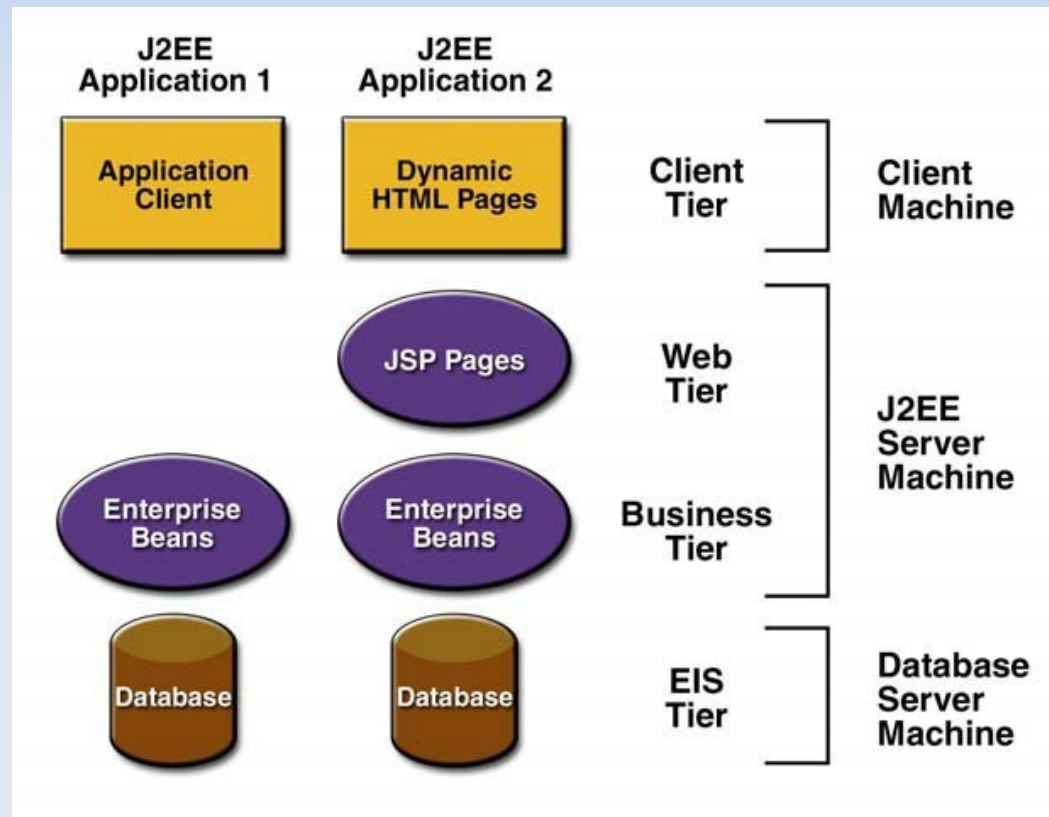 J2EE
Application 1
J2EE
Application 2
Application
Client
Dynamic
HTML Pages
Client
Tier
Client
Machine
JSP Pages
Web
Tier
J2EE
Server
Machine
Enterprise
Beans
Enterprise
Beans
Business
Tier
Database
Database
EIS
Tier
Database
Server
Machine